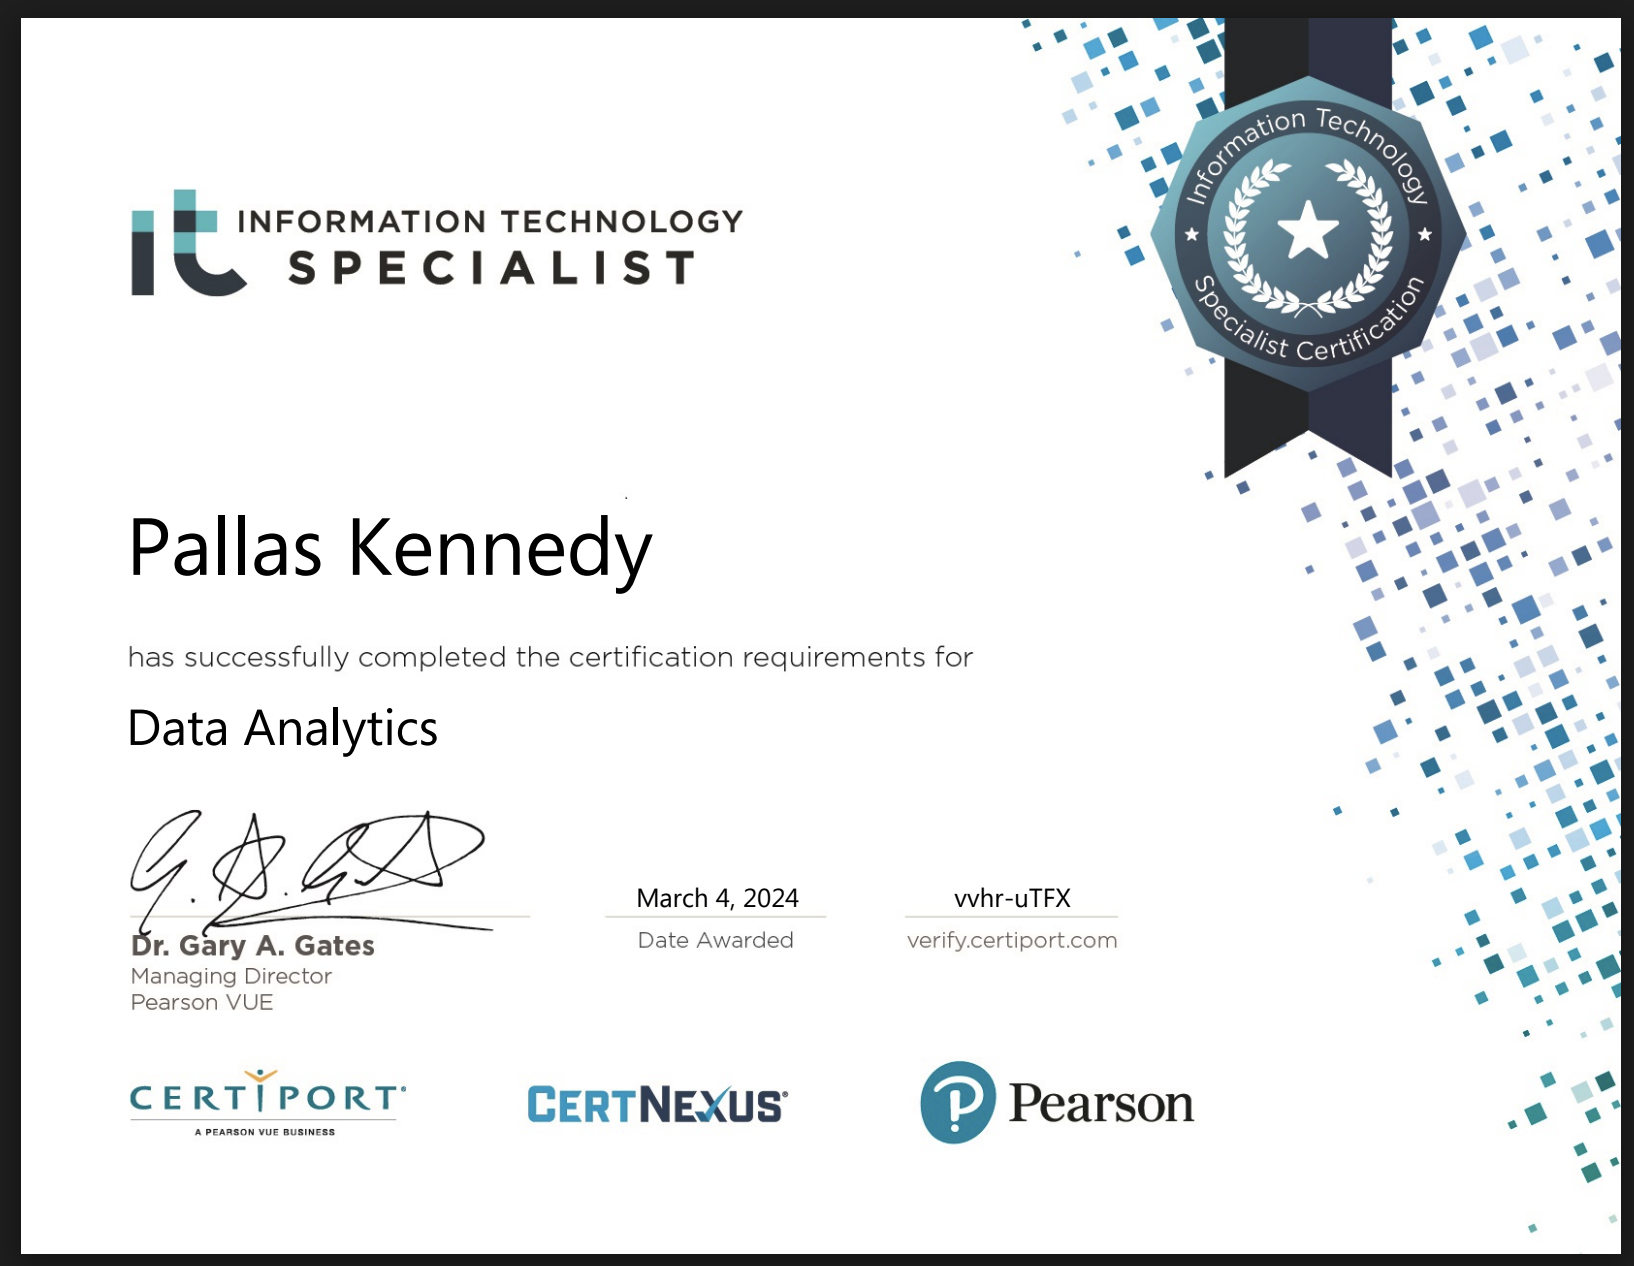 it INFORMATION TECHNOLOGY
SPECIALIST
Information Technology
Specialist Certification
Pallas Kennedy
has successfully completed the certification requirements for
Data Analytics
G. A. Gates
Dr. Gary A. Gates
Managing Director
Pearson VUE
March 4, 2024
Date Awarded
vvhr-uTFX
verify.certiport.com
CERTIPORT®
A PEARSON VUE BUSINESS
CERTNEXUS®
P Pearson